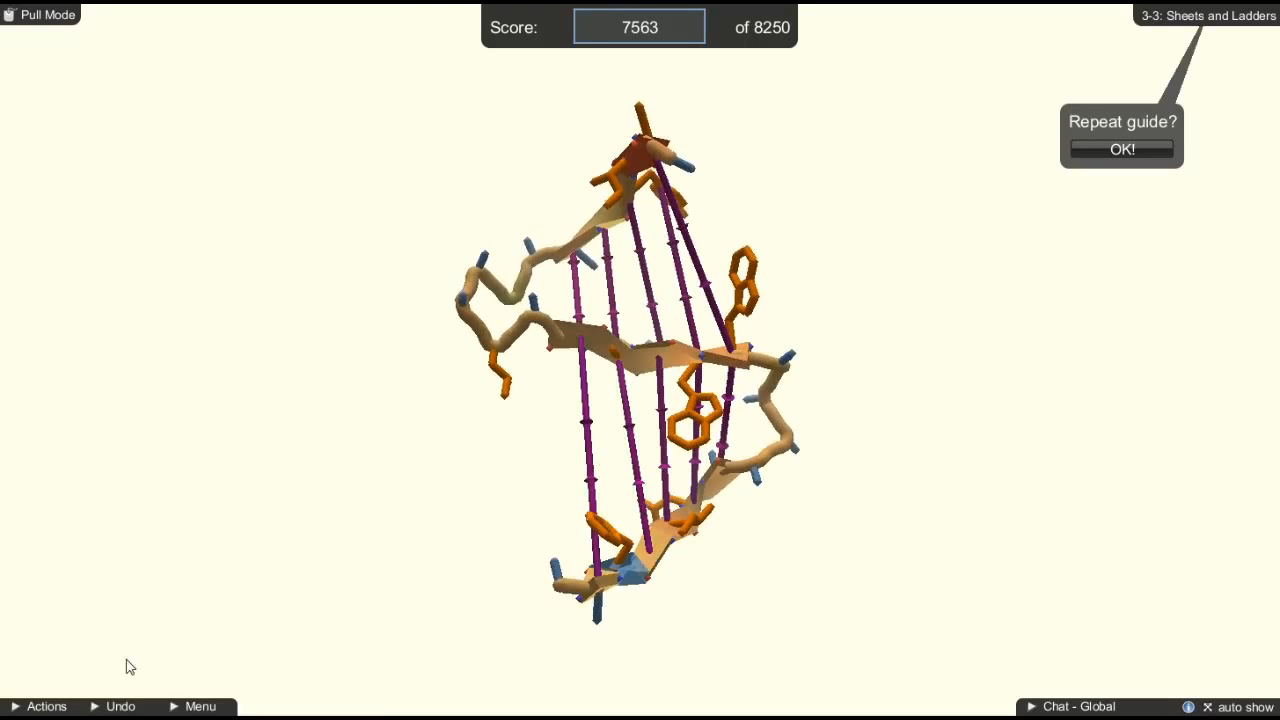 Pull Mode
Score: 7563 of 8250
3-3: Sheets and Ladders
Repeat guide?
OK!
Actions Undo Menu
Chat - Global auto show